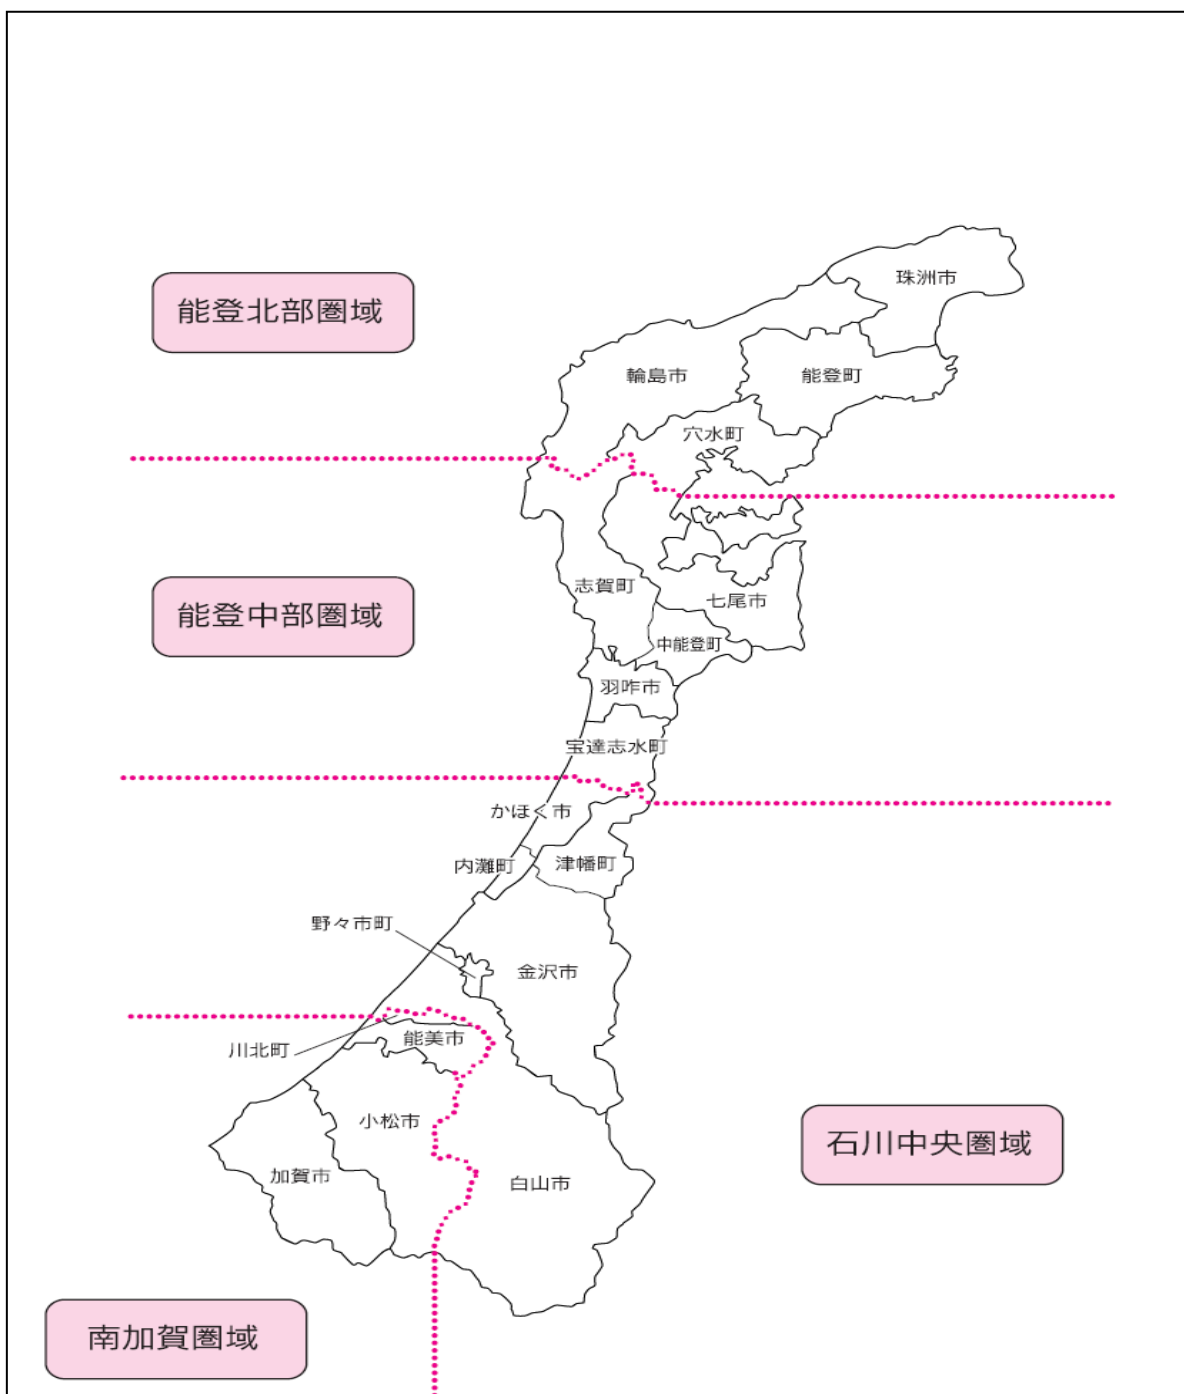 珠洲市
能登北部圏域
輪島市
能登町
穴水町
志賀町
能登中部圏域
七尾市
中能登町
羽咋市
宝達志水町
かほく市
内灘町
津幡町
野々市町
金沢市
川北町
能美市
小松市
石川中央圏域
加賀市
白山市
南加賀圏域